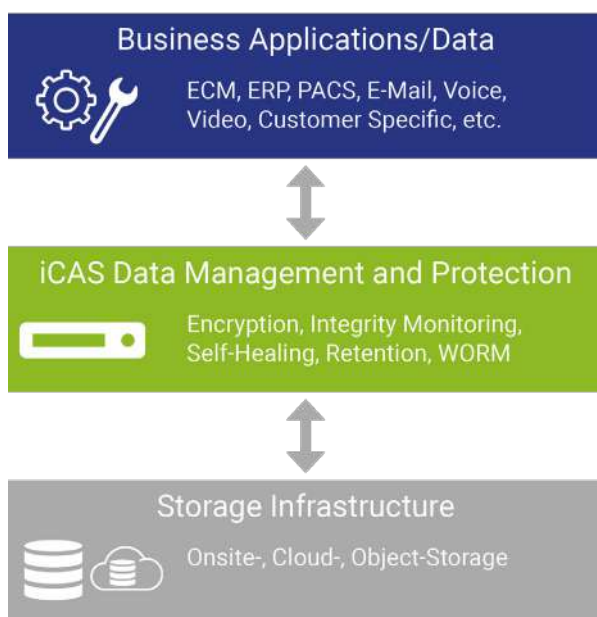 Business Applications/Data
ECM, ERP, PACS, E-Mail, Voice,
Video, Customer Specific, etc.
iCAS Data Management and Protection
Encryption, Integrity Monitoring,
Self-Healing, Retention, WORM
Storage Infrastructure
Onsite-, Cloud-, Object-Storage